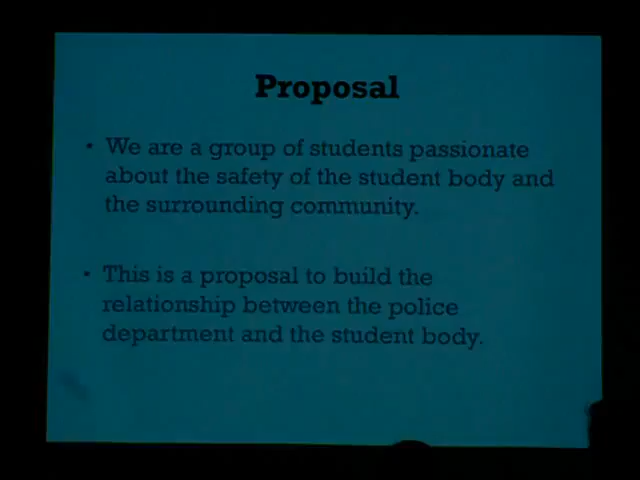 Proposal
• We are a group of students passionate
about the safety of the student body and
the surrounding community.
• This is a proposal to build the
relationship between the police
department and the student body.